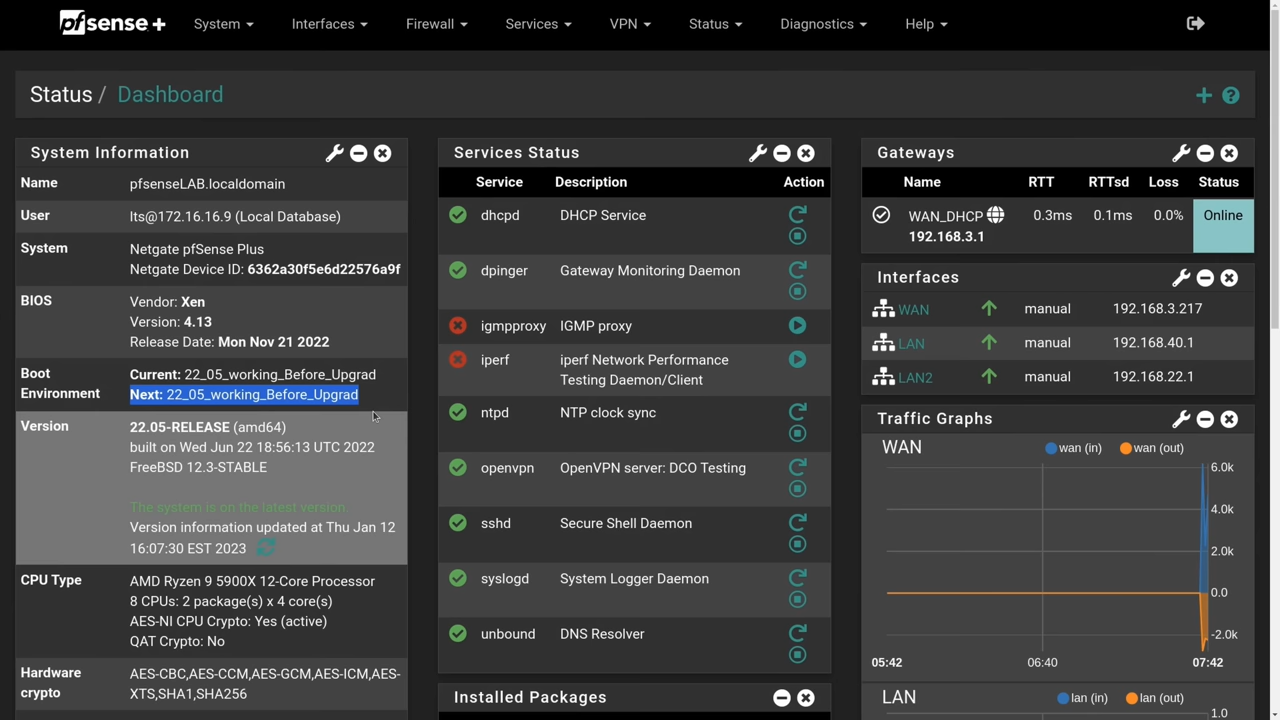 pfsense+
System
Interfaces
Firewall
Services
VPN
Status
Diagnostics
Help
Status / Dashboard
System Information
Name pfsenseLAB.localdomain
User lts@172.16.16.9 (Local Database)
System Netgate pfSense Plus
Netgate Device ID: 6362a30f5e6d22576a9f
BIOS Vendor: Xen
Version: 4.13
Release Date: Mon Nov 21 2022
Boot Environment
Current: 22_05_working_Before_Upgrad
Next: 22_05_working_Before_Upgrad
Version 22.05-RELEASE (amd64)
built on Wed Jun 22 18:56:13 UTC 2022
FreeBSD 12.3-STABLE
The system is on the latest version.
Version information updated at Thu Jan 12
16:07:30 EST 2023
CPU Type AMD Ryzen 9 5900X 12-Core Processor
8 CPUs: 2 package(s) x 4 core(s)
AES-NI CPU Crypto: Yes (active)
QAT Crypto: No
Hardware crypto
AES-CBC,AES-CCM,AES-GCM,AES-ICM,AES-
XTS,SHA1,SHA256
Services Status
Service Description Action
dhcpd DHCP Service
dpinger Gateway Monitoring Daemon
igmpproxy IGMP proxy
iperf iperf Network Performance
Testing Daemon/Client
ntpd NTP clock sync
openvpn OpenVPN server: DCO Testing
sshd Secure Shell Daemon
syslogd System Logger Daemon
unbound DNS Resolver
Installed Packages
Gateways
Name RTT RTTsd Loss Status
WAN_DHCP 0.3ms 0.1ms 0.0% Online
192.168.3.1
Interfaces
WAN manual 192.168.3.217
LAN manual 192.168.40.1
LAN2 manual 192.168.22.1
Traffic Graphs
WAN wan (in) wan (out)
6.0k
4.0k
2.0k
0.0
-2.0k
05:42 06:40 07:42
LAN lan (in) lan (out)
1.0